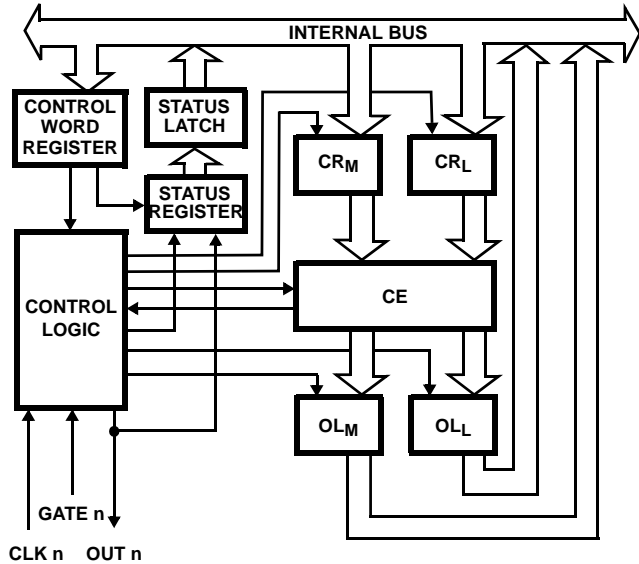 INTERNAL BUS
CONTROL
WORD
REGISTER
STATUS
LATCH
CRM
CRL
STATUS
REGISTER
CONTROL
LOGIC
CE
OLM
OLL
GATE n
CLK n
OUT n